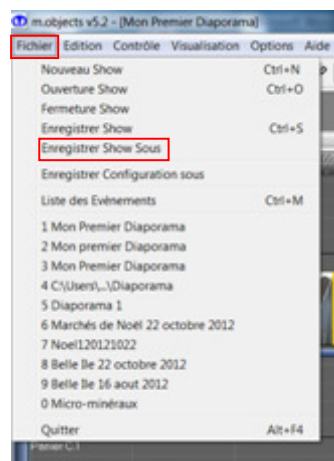 m.objects v5.2 - [Mon Premier Diaporama]
Fichier Edition Contrôle Visualisation Options Aide
Nouveau Show Ctrl+N
Ouverture Show Ctrl+O
Fermeture Show
Enregistrer Show Ctrl+S
Enregistrer Show Sous
Enregistrer Configuration sous
Liste des Evènements Ctrl+M
1 Mon Premier Diaporama
2 Mon premier Diaporama
3 Mon Premier Diaporama
4 C:\Users\...\Diaporama
5 Diaporama 1
6 Marchés de Noël 22 octobre 2012
7 Noel120121022
8 Belle Ile 22 octobre 2012
9 Belle Ile 16 aout 2012
0 Micro-minéraux
Quitter Alt+F4
Panier C.1